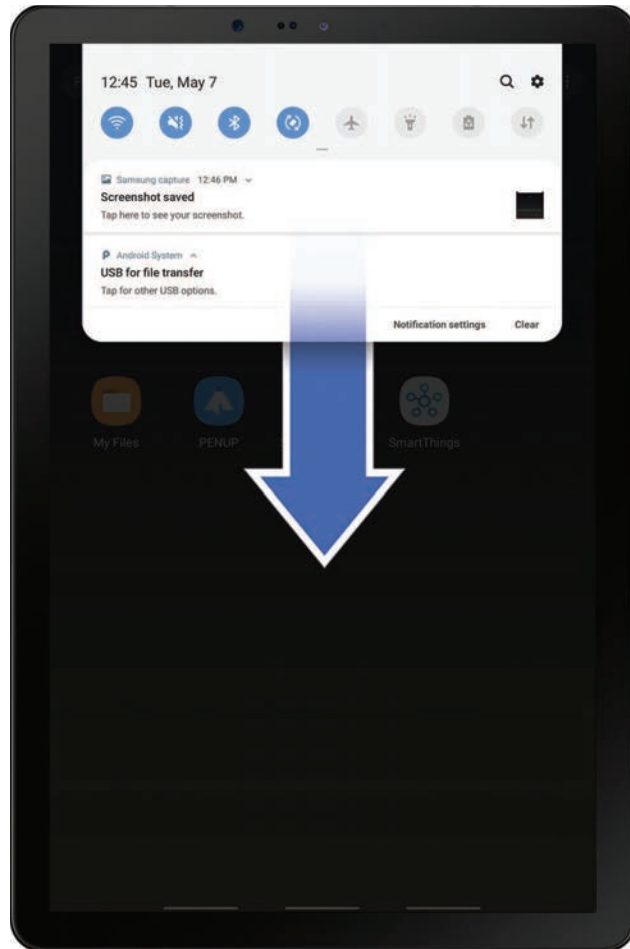 12:45 Tue, May 7
Samsung capture 12:46 PM
Screenshot saved
Tap here to see your screenshot.
Android System
USB for file transfer
Tap for other USB options.
Notification settings Clear
My Files PENUP SmartThings